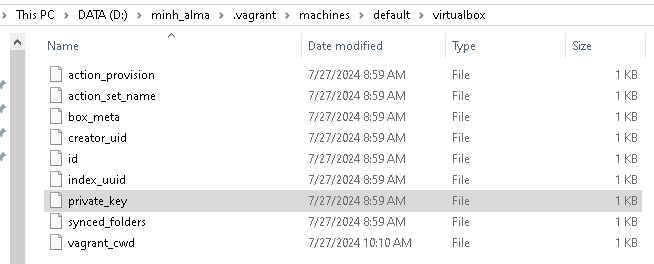 This PC > DATA (D:) > minh_alma > .vagrant > machines > default > virtualbox
Name Date modified Type Size
action_provision 7/27/2024 8:59 AM File 1 KB
action_set_name 7/27/2024 8:59 AM File 1 KB
box_meta 7/27/2024 8:59 AM File 1 KB
creator_uid 7/27/2024 8:59 AM File 1 KB
id 7/27/2024 8:59 AM File 1 KB
index_uuid 7/27/2024 8:59 AM File 1 KB
private_key 7/27/2024 8:59 AM File 1 KB
synced_folders 7/27/2024 8:59 AM File 1 KB
vagrant_cwd 7/27/2024 10:10 AM File 1 KB